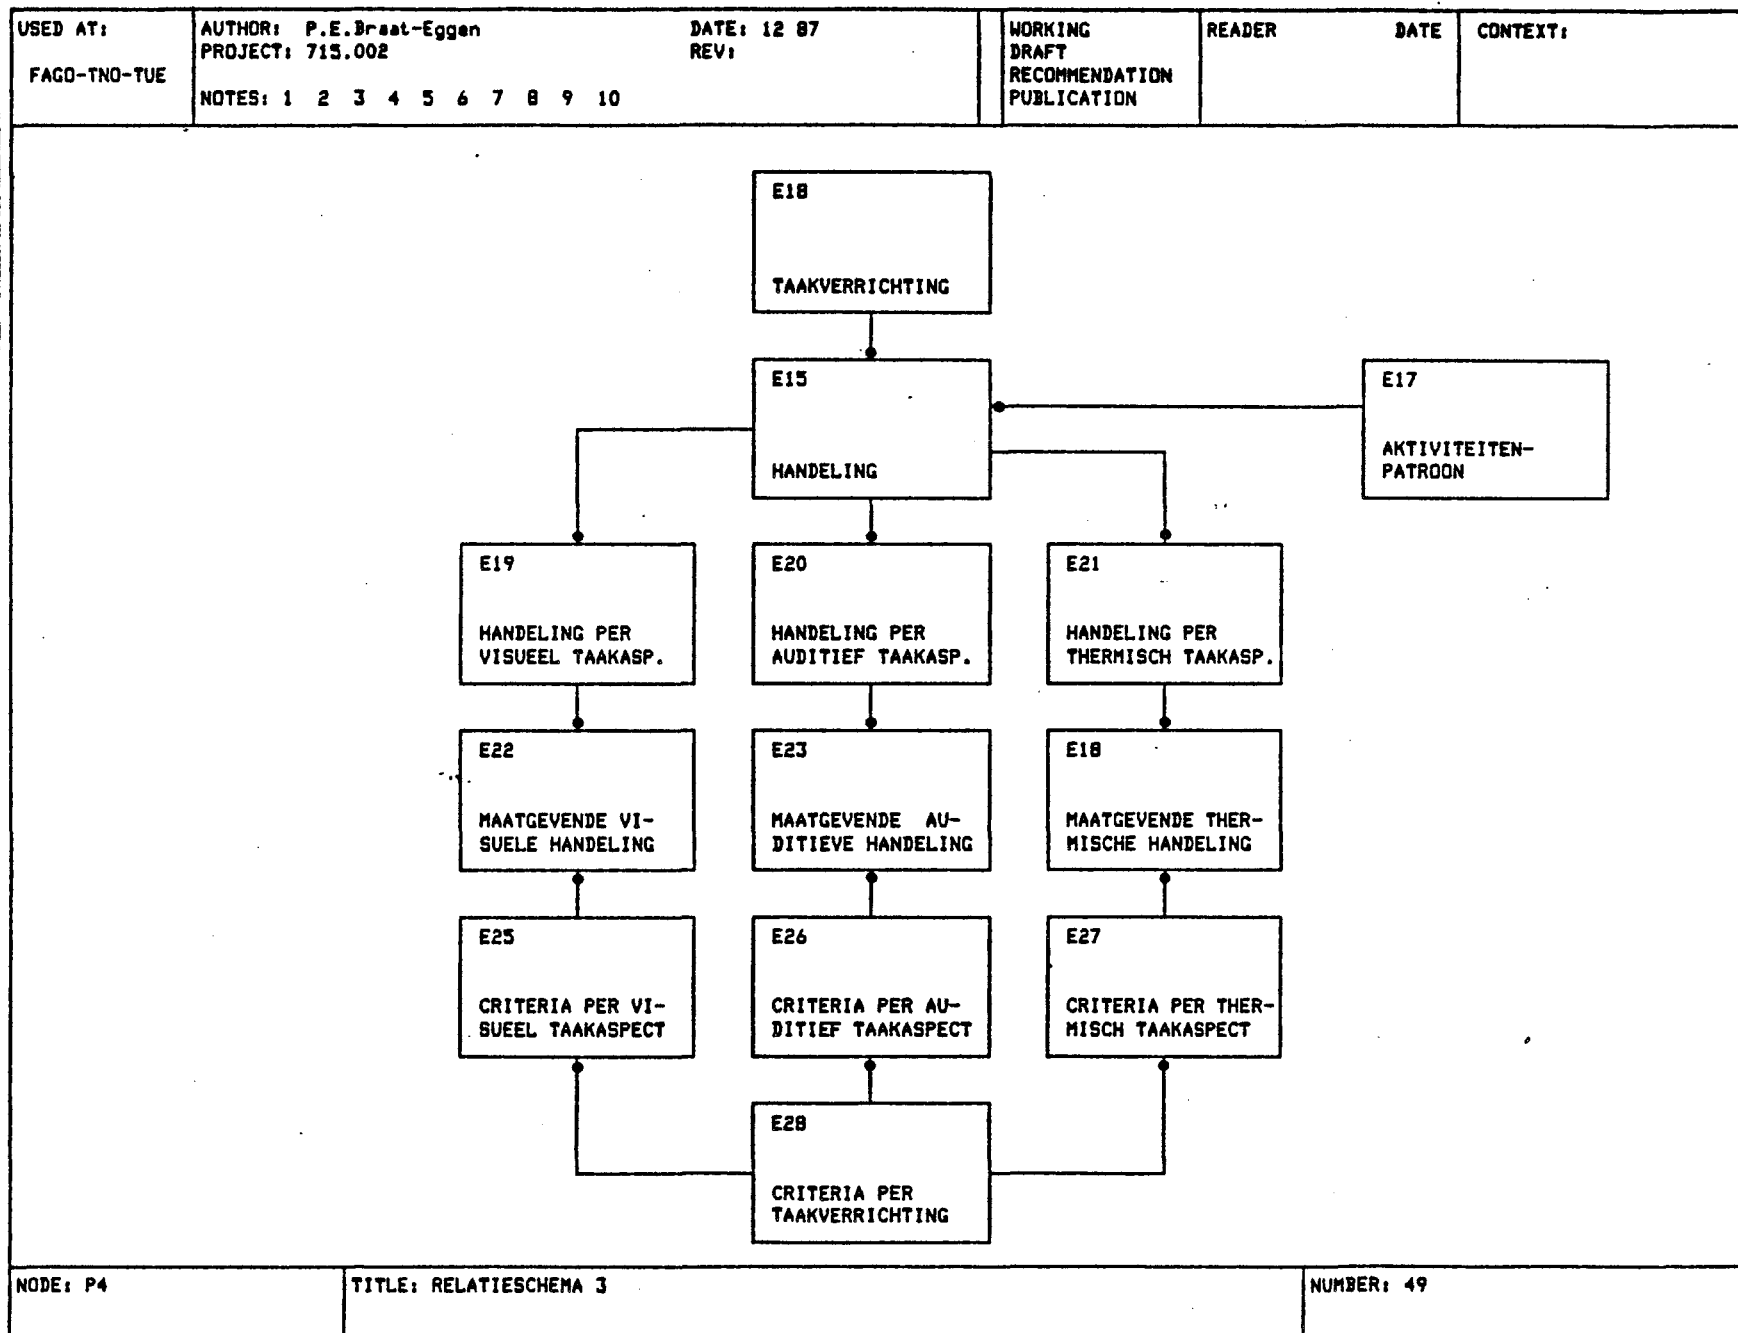 USED AT:
FAGO-TNO-TUE
AUTHOR: P.E.Braat-Eggen
DATE: 12 87
PROJECT: 715.002
REV:
NOTES: 1 2 3 4 5 6 7 8 9 10
WORKING
DRAFT
RECOMMENDATION
PUBLICATION
READER
DATE
CONTEXT:
E18
TAAKVERRICHTING
E15
HANDELING
E17
AKTIVITEITEN-
PATROON
E19
HANDELING PER
VISUEEL TAAKASP.
E20
HANDELING PER
AUDITIEF TAAKASP.
E21
HANDELING PER
THERMISCH TAAKASP.
E22
MAATGEVENDE VI-
SUELE HANDELING
E23
MAATGEVENDE AU-
DITIEVE HANDELING
E18
MAATGEVENDE THER-
MISCHE HANDELING
E25
CRITERIA PER VI-
SUEEL TAAKASPECT
E26
CRITERIA PER AU-
DITIEF TAAKASPECT
E27
CRITERIA PER THER-
MISCH TAAKASPECT
E28
CRITERIA PER
TAAKVERRICHTING
NODE: P4
TITLE: RELATIESCHEMA 3
NUMBER: 49